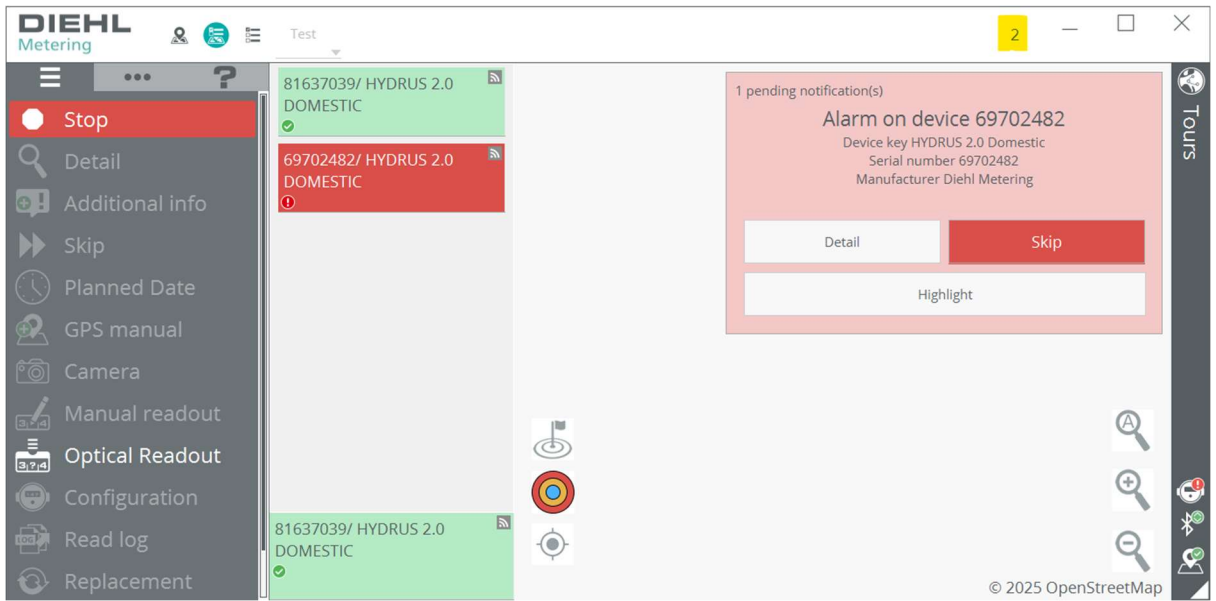 DIEHL
Metering
Test
2
•••
?
Stop
Detail
Additional info
Skip
Planned Date
GPS manual
Camera
Manual readout
Optical Readout
Configuration
Read log
Replacement
81637039/ HYDRUS 2.0
DOMESTIC
69702482/ HYDRUS 2.0
DOMESTIC
81637039/ HYDRUS 2.0
DOMESTIC
1 pending notification(s)
Alarm on device 69702482
Device key HYDRUS 2.0 Domestic
Serial number 69702482
Manufacturer Diehl Metering
Detail
Skip
Highlight
A
© 2025 OpenStreetMap
Tours